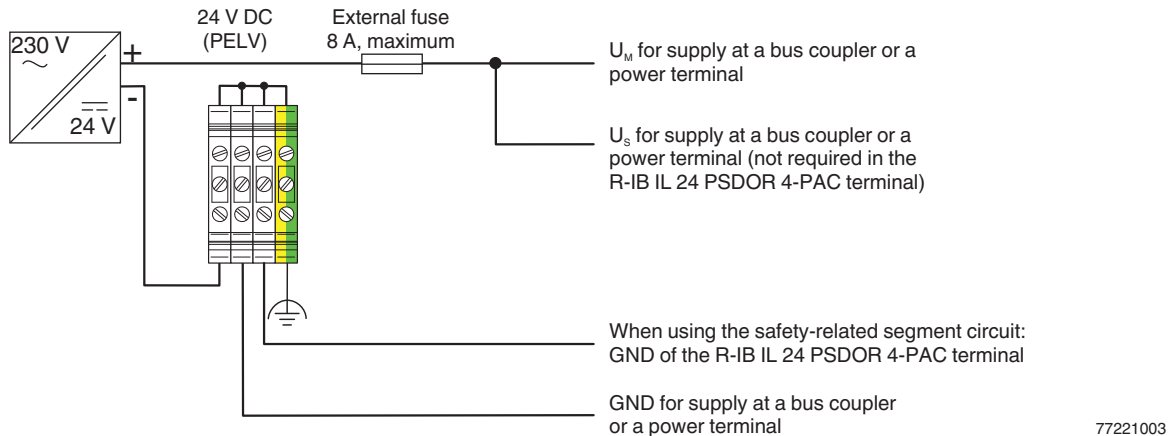 24 V DC
(PELV)
External fuse
8 A, maximum
230 V
+
-
24 V
U_M for supply at a bus coupler or a
power terminal
U_S for supply at a bus coupler or a
power terminal (not required in the
R-IB IL 24 PSDOR 4-PAC terminal)
When using the safety-related segment circuit:
GND of the R-IB IL 24 PSDOR 4-PAC terminal
GND for supply at a bus coupler
or a power terminal
77221003